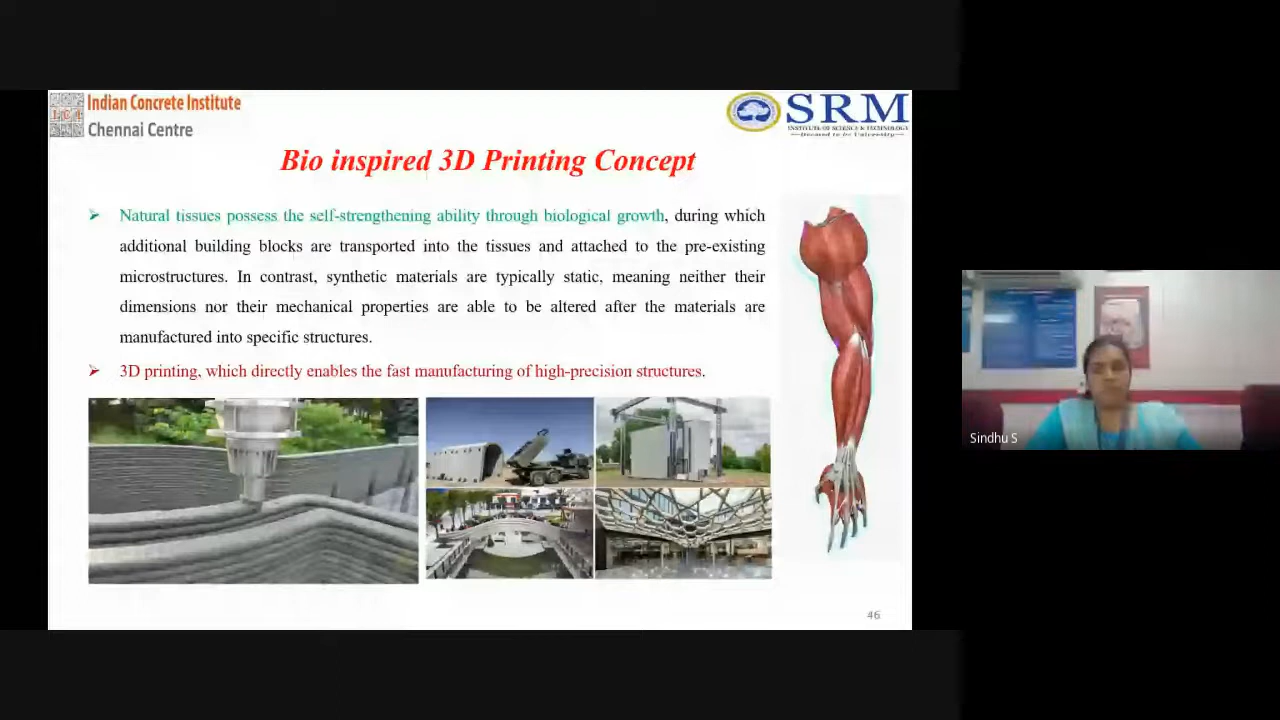 Indian Concrete Institute
Chennai Centre
SRM
INSTITUTE OF SCIENCE & TECHNOLOGY
Bio inspired 3D Printing Concept
➢ Natural tissues possess the self-strengthening ability through biological growth, during which
additional building blocks are transported into the tissues and attached to the pre-existing
microstructures. In contrast, synthetic materials are typically static, meaning neither their
dimensions nor their mechanical properties are able to be altered after the materials are
manufactured into specific structures.
➢ 3D printing, which directly enables the fast manufacturing of high-precision structures.
46
Sindhu S